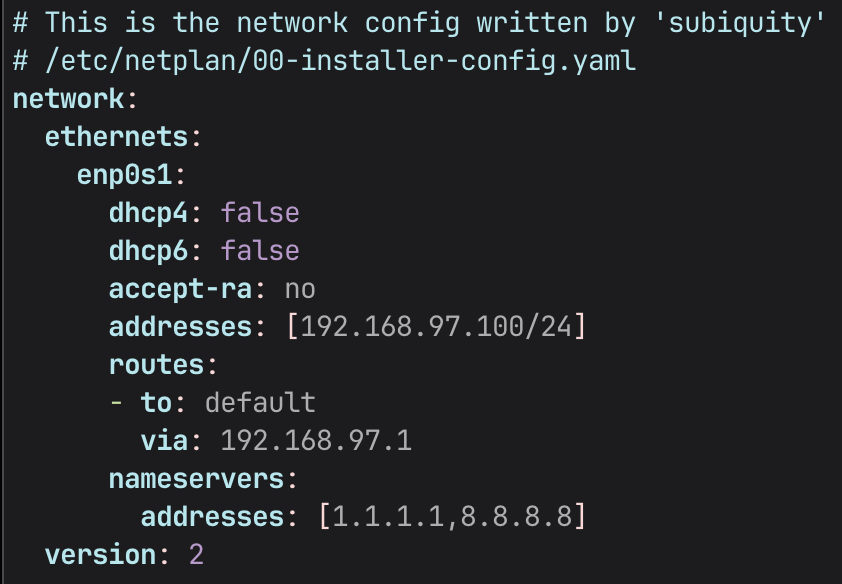 # This is the network config written by 'subiquity'
# /etc/netplan/00-installer-config.yaml
network:
  ethernets:
    enp0s1:
      dhcp4: false
      dhcp6: false
      accept-ra: no
      addresses: [192.168.97.100/24]
      routes:
      - to: default
        via: 192.168.97.1
      nameservers:
        addresses: [1.1.1.1,8.8.8.8]
  version: 2